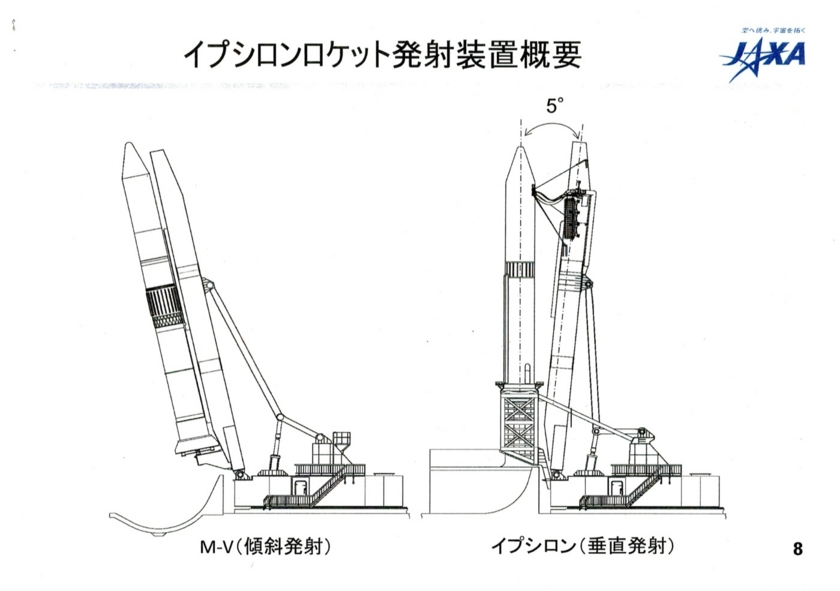 イプシロンロケット発射装置概要
空へ挑み、宇宙を拓く
JAXA
5°
M-V(傾斜発射)
イプシロン(垂直発射)
8